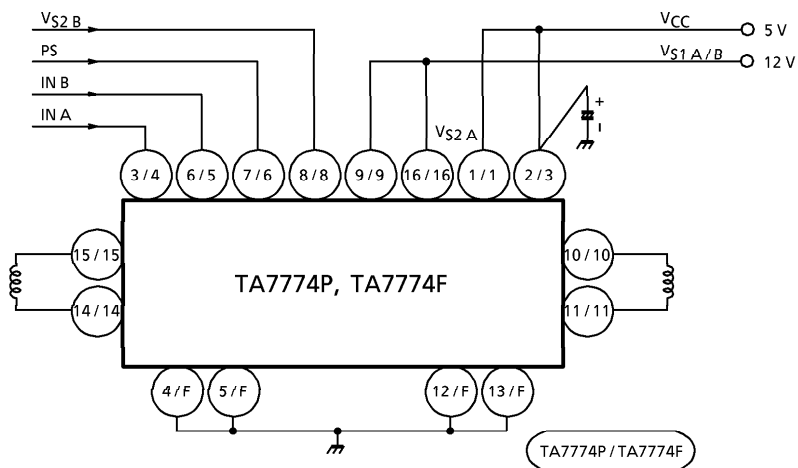 VS2 B
VCC
5 V
PS
VS1 A/B
12 V
IN B
IN A
+
-
VS2 A
3/4
6/5
7/6
8/8
9/9
16/16
1/1
2/3
15/15
10/10
TA7774P, TA7774F
14/14
11/11
4/F
5/F
12/F
13/F
TA7774P/TA7774F